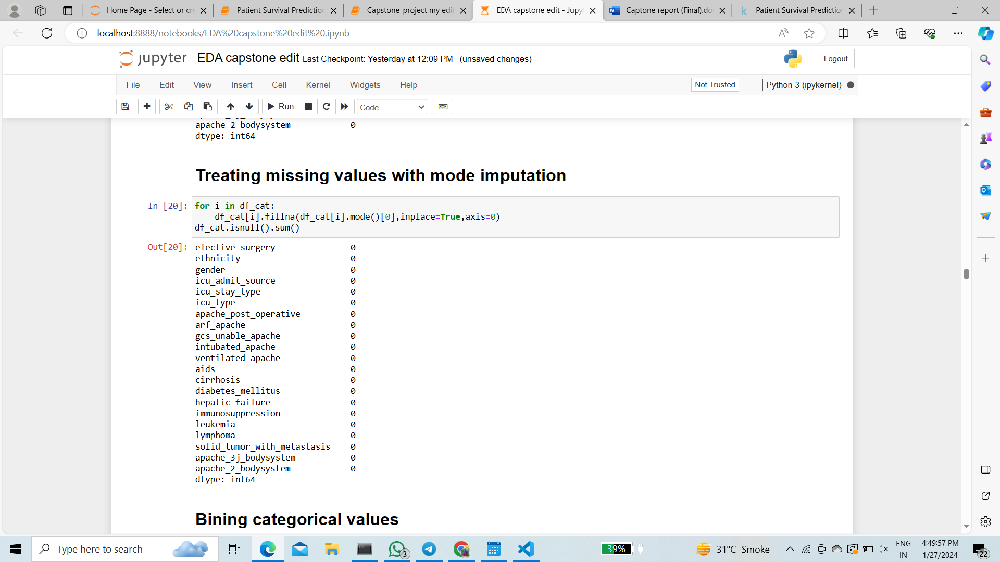 Home Page - Select or cre
Patient Survival Prediction
Capstone_project my edit
EDA capstone edit - Jupyt
Captone report (Final).do
Patient Survival Prediction
localhost:8888/notebooks/EDA%20capstone%20edit%20.ipynb
jupyter EDA capstone edit Last Checkpoint: Yesterday at 12:09 PM (unsaved changes)
Logout
File Edit View Insert Cell Kernel Widgets Help
Not Trusted
Python 3 (ipykernel)
Run
Code
apache_2_bodysystem 0
dtype: int64
Treating missing values with mode imputation
In [20]: for i in df_cat:
df_cat[i].fillna(df_cat[i].mode()[0],inplace=True,axis=0)
df_cat.isnull().sum()
Out[20]: elective_surgery 0
ethnicity 0
gender 0
icu_admit_source 0
icu_stay_type 0
icu_type 0
apache_post_operative 0
arf_apache 0
gcs_unable_apache 0
intubated_apache 0
ventilated_apache 0
aids 0
cirrhosis 0
diabetes_mellitus 0
hepatic_failure 0
immunosuppression 0
leukemia 0
lymphoma 0
solid_tumor_with_metastasis 0
apache_3j_bodysystem 0
apache_2_bodysystem 0
dtype: int64
Bining categorical values
Type here to search
3
39%
31°C Smoke
ENG
IN
4:49:57 PM
1/27/2024
22